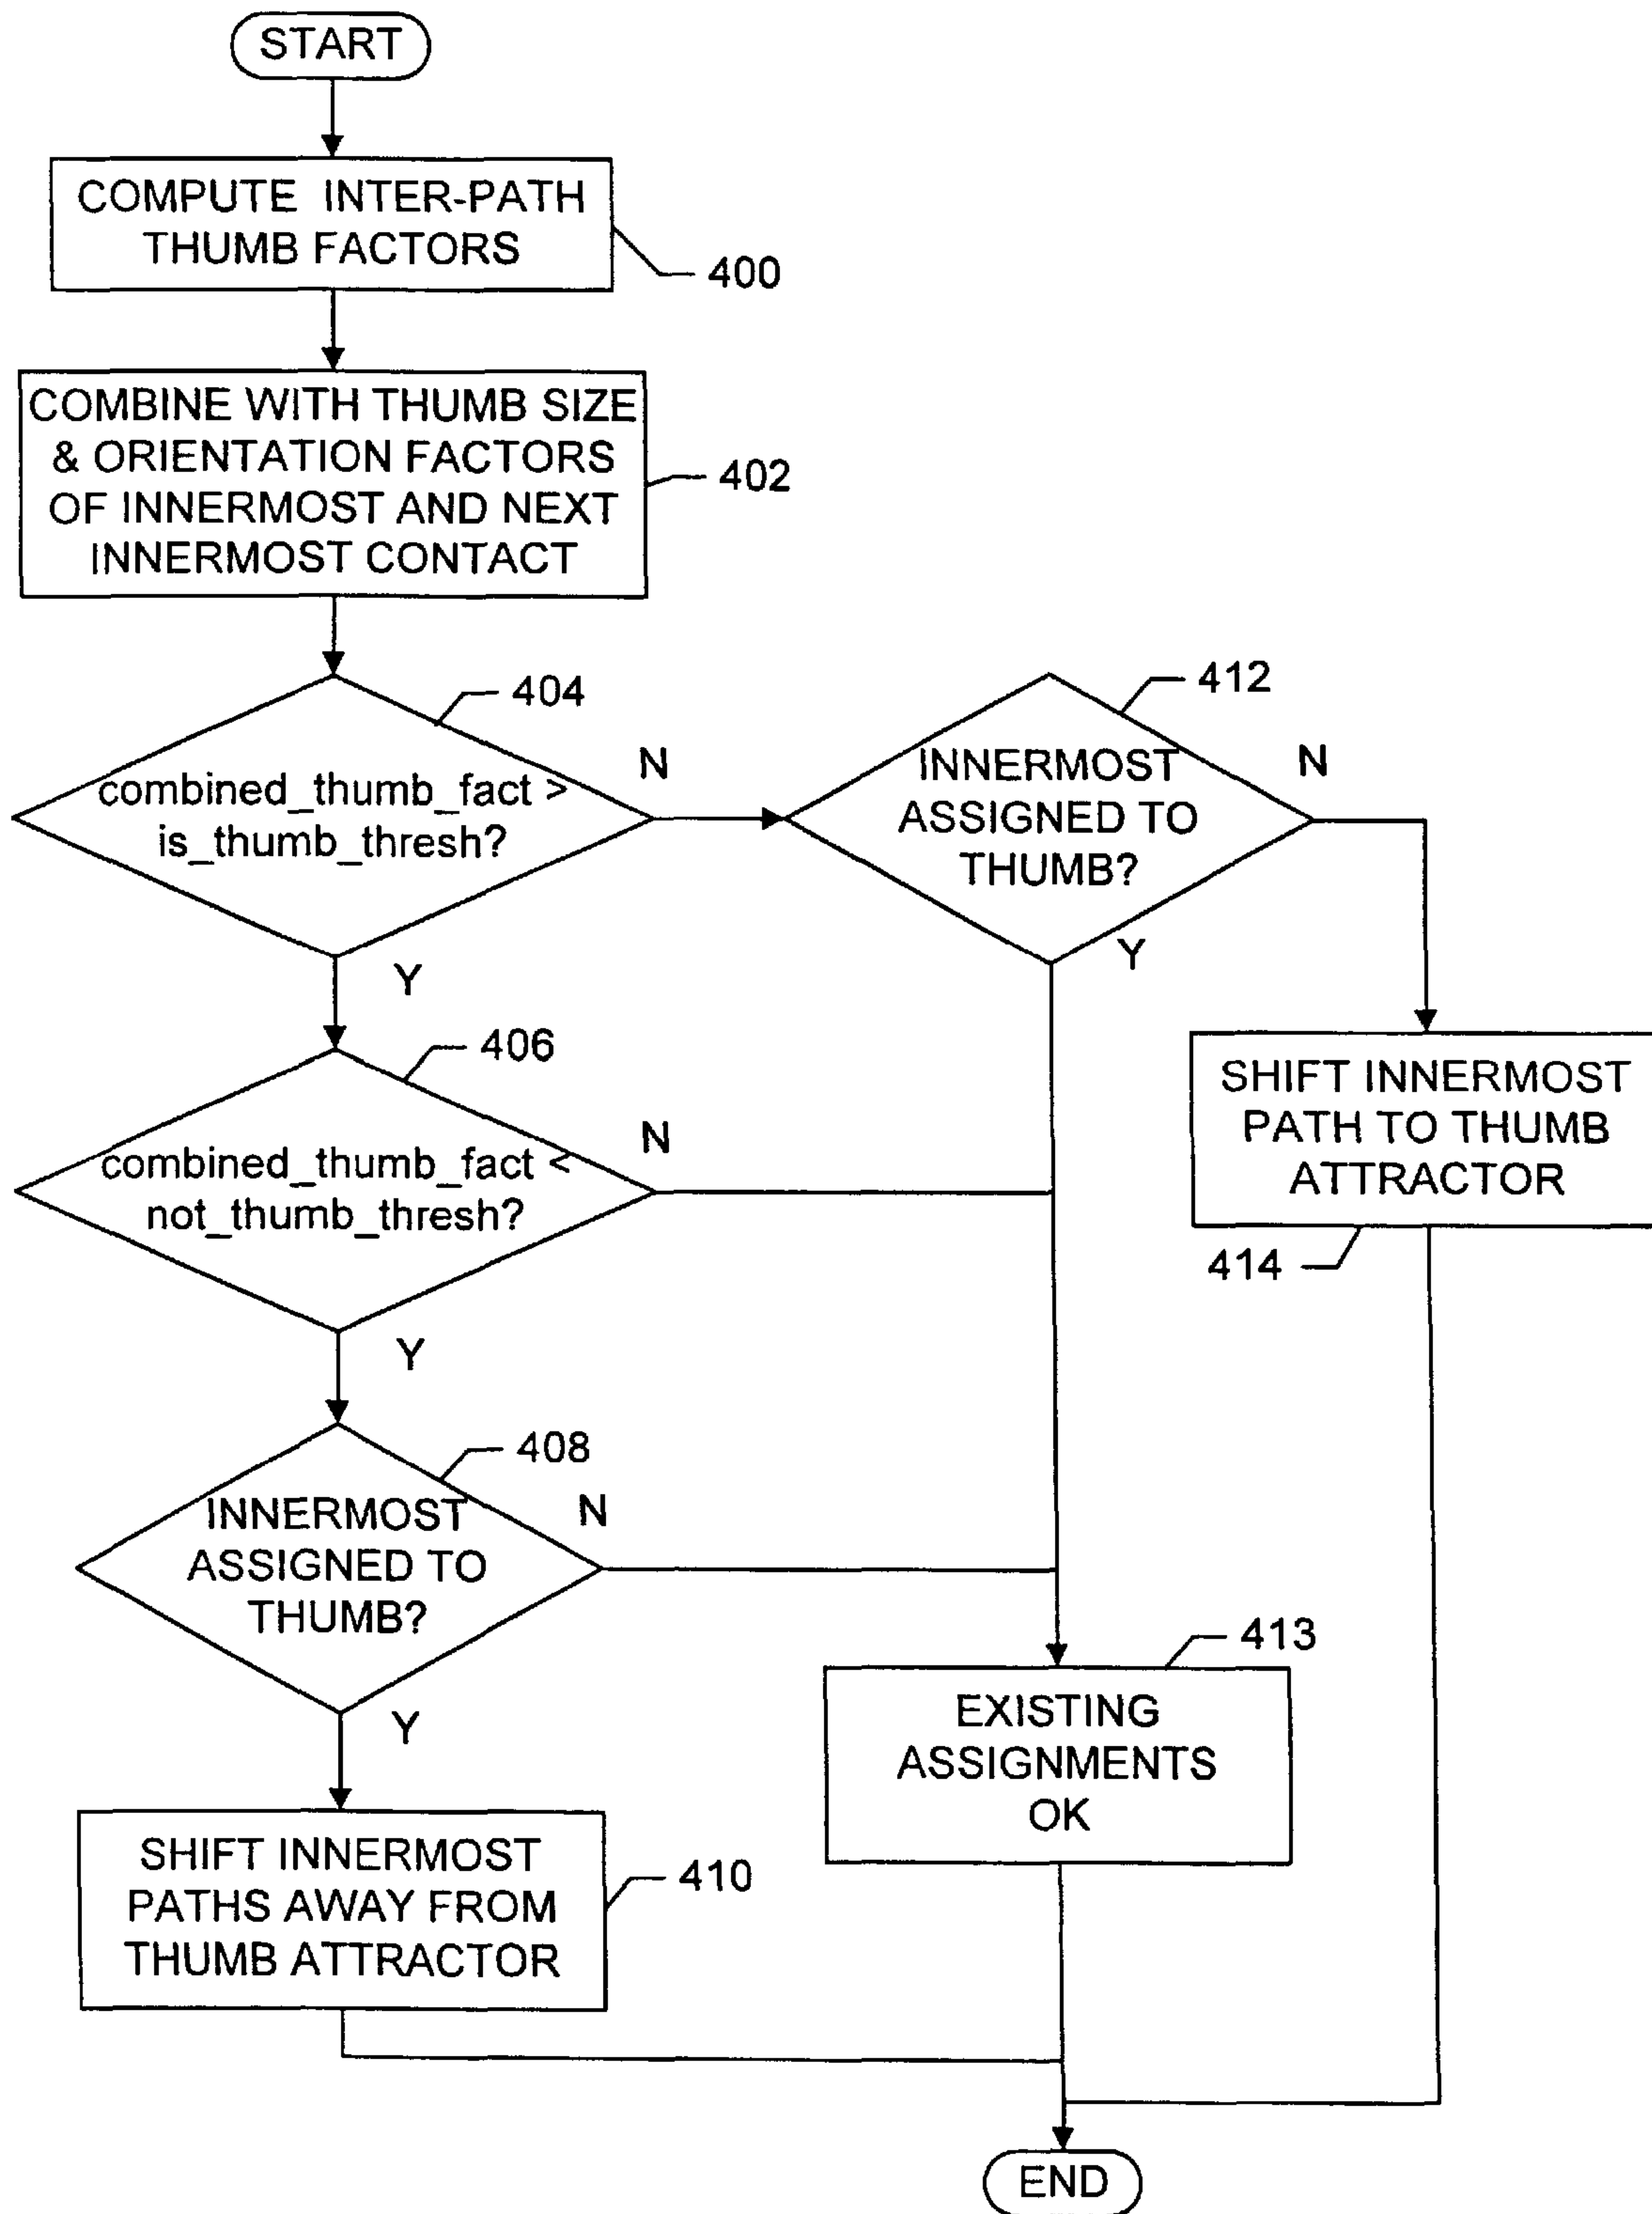 START
COMPUTE INTER-PATH
THUMB FACTORS
400
COMBINE WITH THUMB SIZE
& ORIENTATION FACTORS
OF INNERMOST AND NEXT
INNERMOST CONTACT
402
404
combined_thumb_fact >
is_thumb_thresh?
N
Y
412
INNERMOST
ASSIGNED TO
THUMB?
N
Y
406
combined_thumb_fact <
not_thumb_thresh?
N
Y
SHIFT INNERMOST
PATH TO THUMB
ATTRACTOR
414
408
INNERMOST
ASSIGNED TO
THUMB?
N
Y
413
EXISTING
ASSIGNMENTS
OK
SHIFT INNERMOST
PATHS AWAY FROM
THUMB ATTRACTOR
410
END